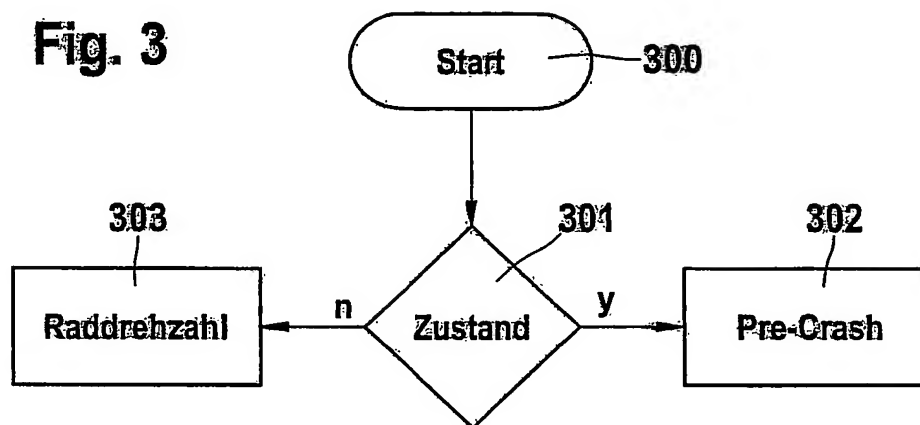 Fig. 3
Start
300
303
301
302
Raddrehzahl
n
Zustand
y
Pre-Crash